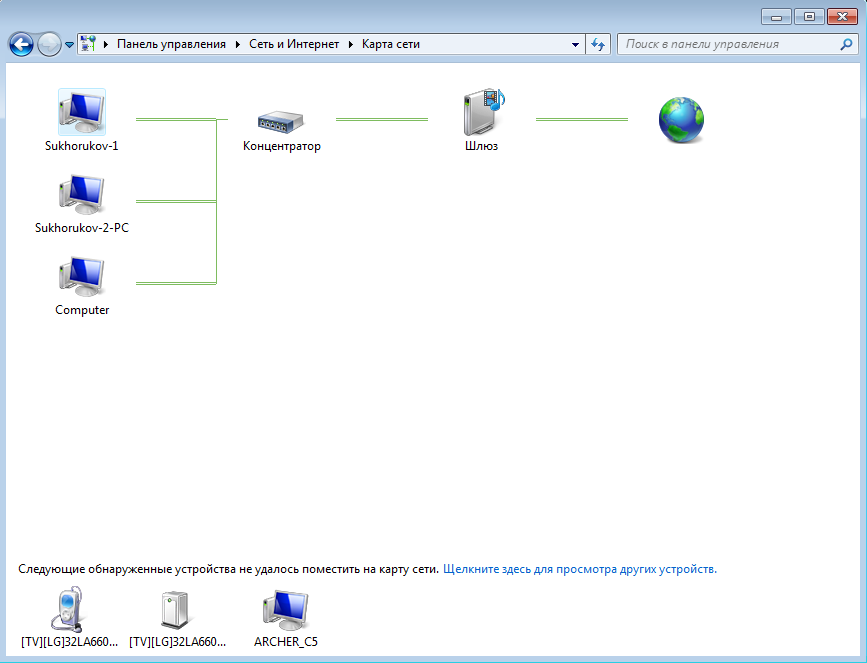 Панель управления ▸ Сеть и Интернет ▸ Карта сети
Поиск в панели управления
Sukhorukov-1
Концентратор
Шлюз
Sukhorukov-2-PC
Computer
Следующие обнаруженные устройства не удалось поместить на карту сети. Щелкните здесь для просмотра других устройств.
[TV][LG]32LA660... [TV][LG]32LA660... ARCHER_C5